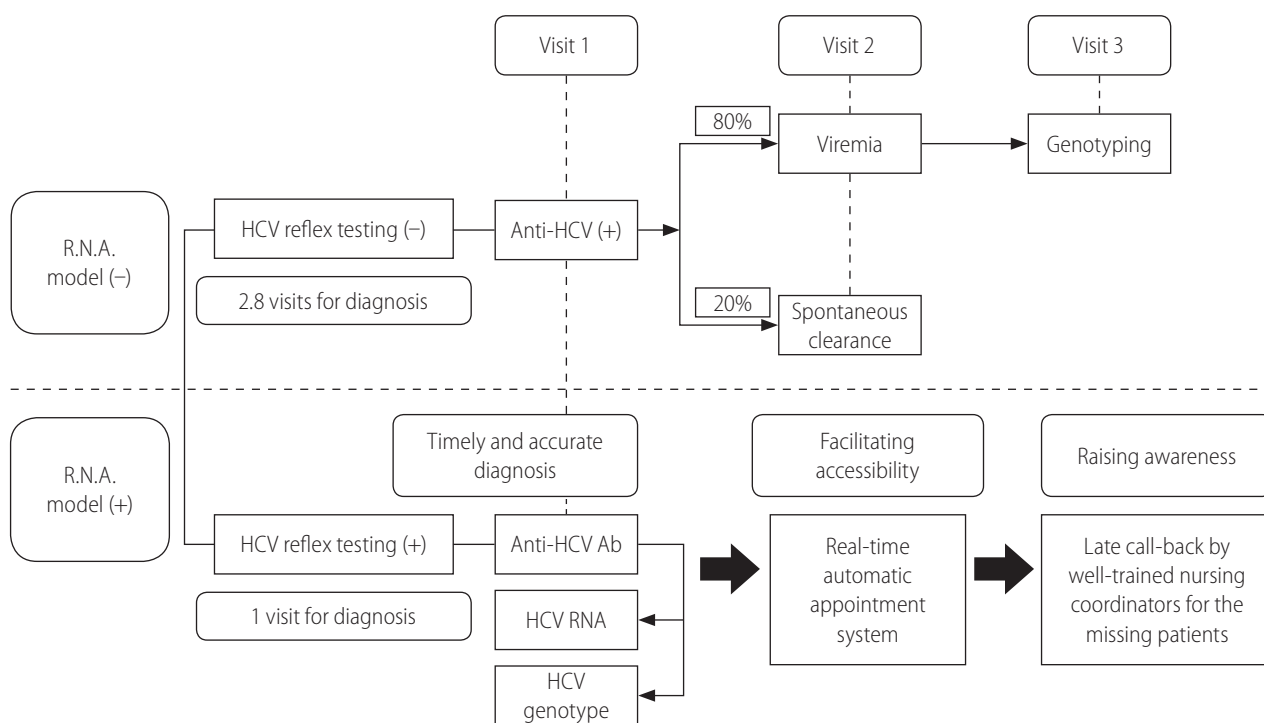 Visit 1
Visit 2
Visit 3
80%
Viremia
Genotyping
R.N.A.
model (−)
HCV reflex testing (−)
Anti-HCV (+)
2.8 visits for diagnosis
20%
Spontaneous
clearance
R.N.A.
model (+)
Timely and accurate
diagnosis
Facilitating
accessibility
Raising awareness
HCV reflex testing (+)
Anti-HCV Ab
1 visit for diagnosis
HCV RNA
HCV
genotype
Real-time
automatic
appointment
system
Late call-back by
well-trained nursing
coordinators for the
missing patients